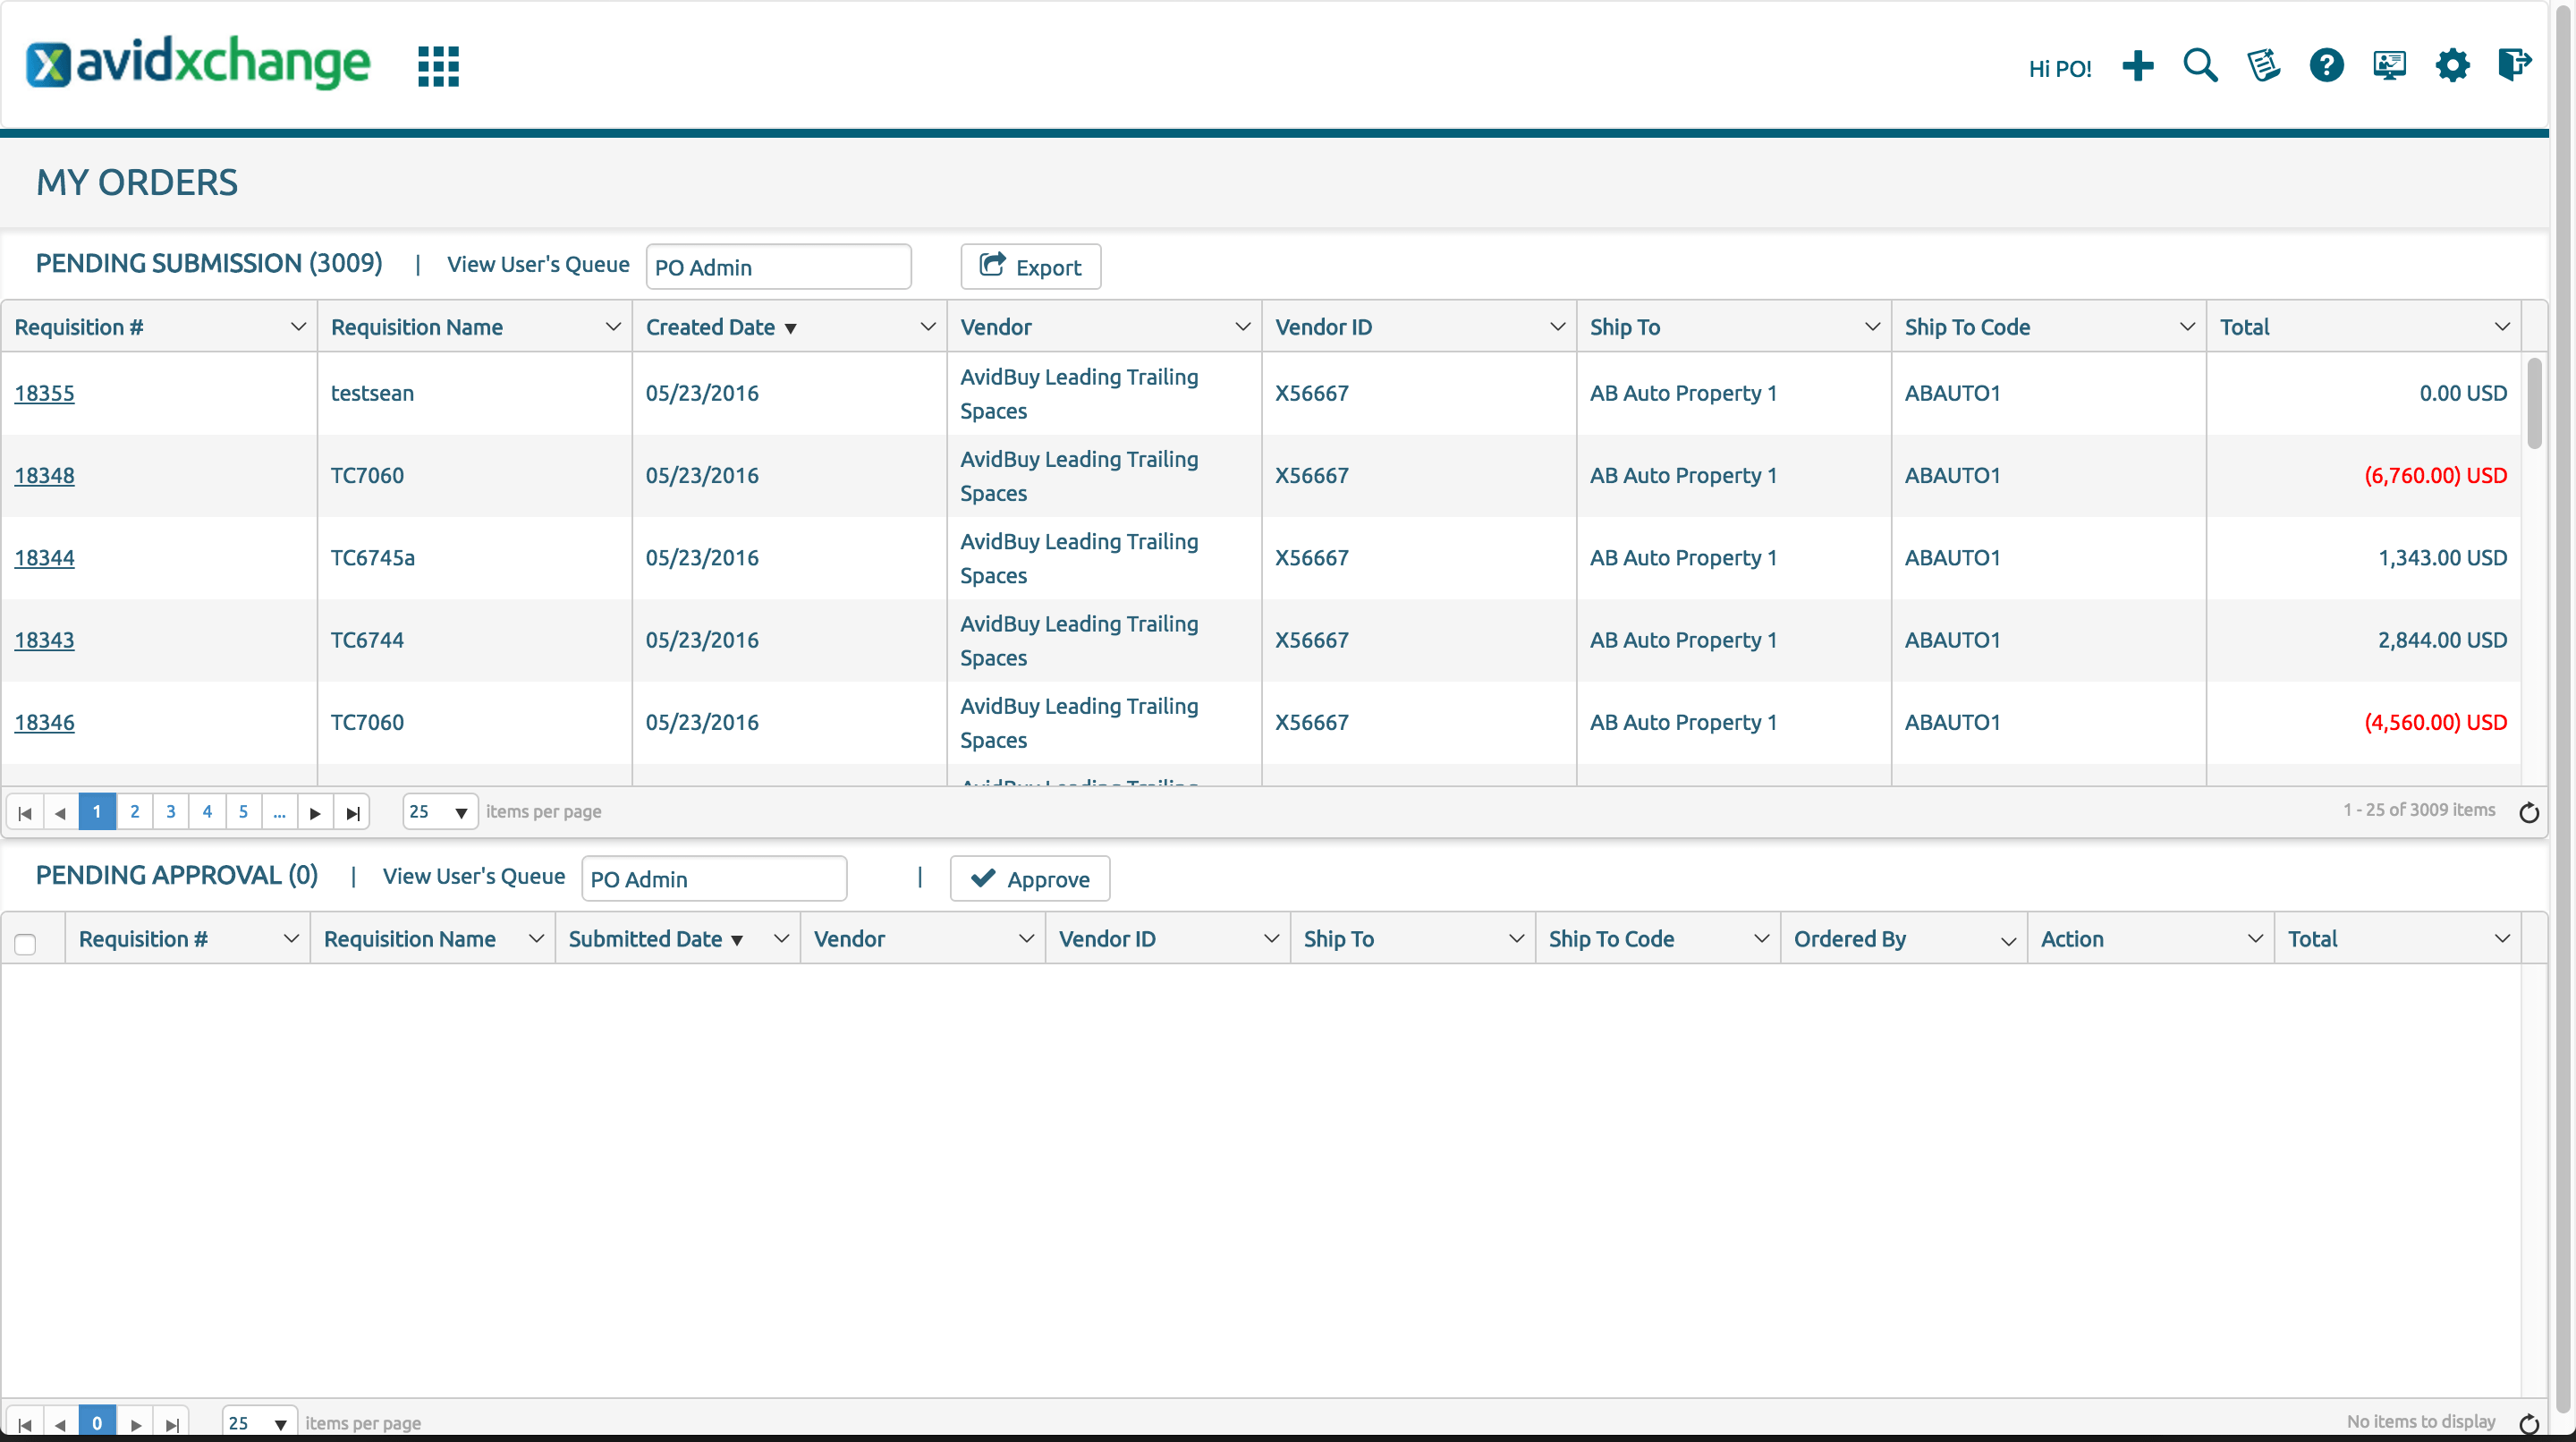 avidxchange
Hi PO!
MY ORDERS
PENDING SUBMISSION (3009) | View User's Queue PO Admin Export
Requisition # Requisition Name Created Date Vendor Vendor ID Ship To Ship To Code Total
18355 testsean 05/23/2016 AvidBuy Leading Trailing Spaces X56667 AB Auto Property 1 ABAUTO1 0.00 USD
18348 TC7060 05/23/2016 AvidBuy Leading Trailing Spaces X56667 AB Auto Property 1 ABAUTO1 (6,760.00) USD
18344 TC6745a 05/23/2016 AvidBuy Leading Trailing Spaces X56667 AB Auto Property 1 ABAUTO1 1,343.00 USD
18343 TC6744 05/23/2016 AvidBuy Leading Trailing Spaces X56667 AB Auto Property 1 ABAUTO1 2,844.00 USD
18346 TC7060 05/23/2016 AvidBuy Leading Trailing Spaces X56667 AB Auto Property 1 ABAUTO1 (4,560.00) USD
1 2 3 4 5 ... 25 items per page 1 - 25 of 3009 items
PENDING APPROVAL (0) | View User's Queue PO Admin | Approve
Requisition # Requisition Name Submitted Date Vendor Vendor ID Ship To Ship To Code Ordered By Action Total
0 25 items per page No items to display